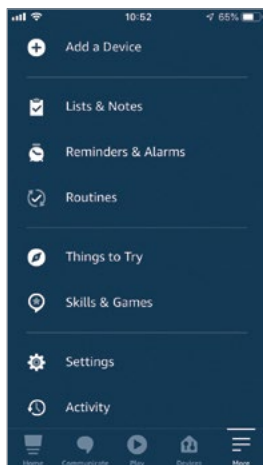 10:52 65%
Add a Device
Lists & Notes
Reminders & Alarms
Routines
Things to Try
Skills & Games
Settings
Activity
Home Communicate Play Devices More